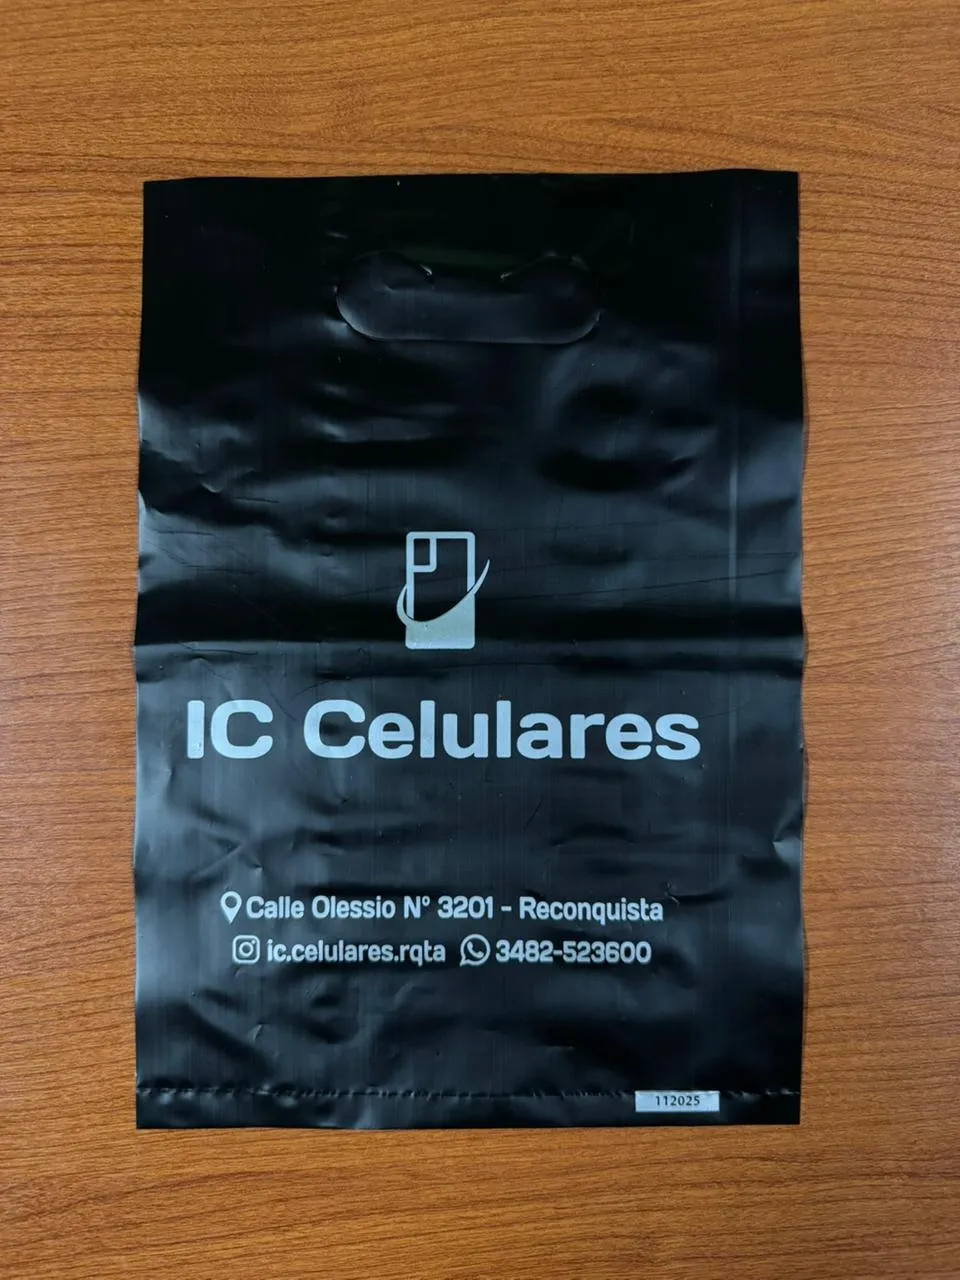 IC Celulares
Calle Olessio N° 3201 - Reconquista
ic.celulares.rqta 3482-523600
112025